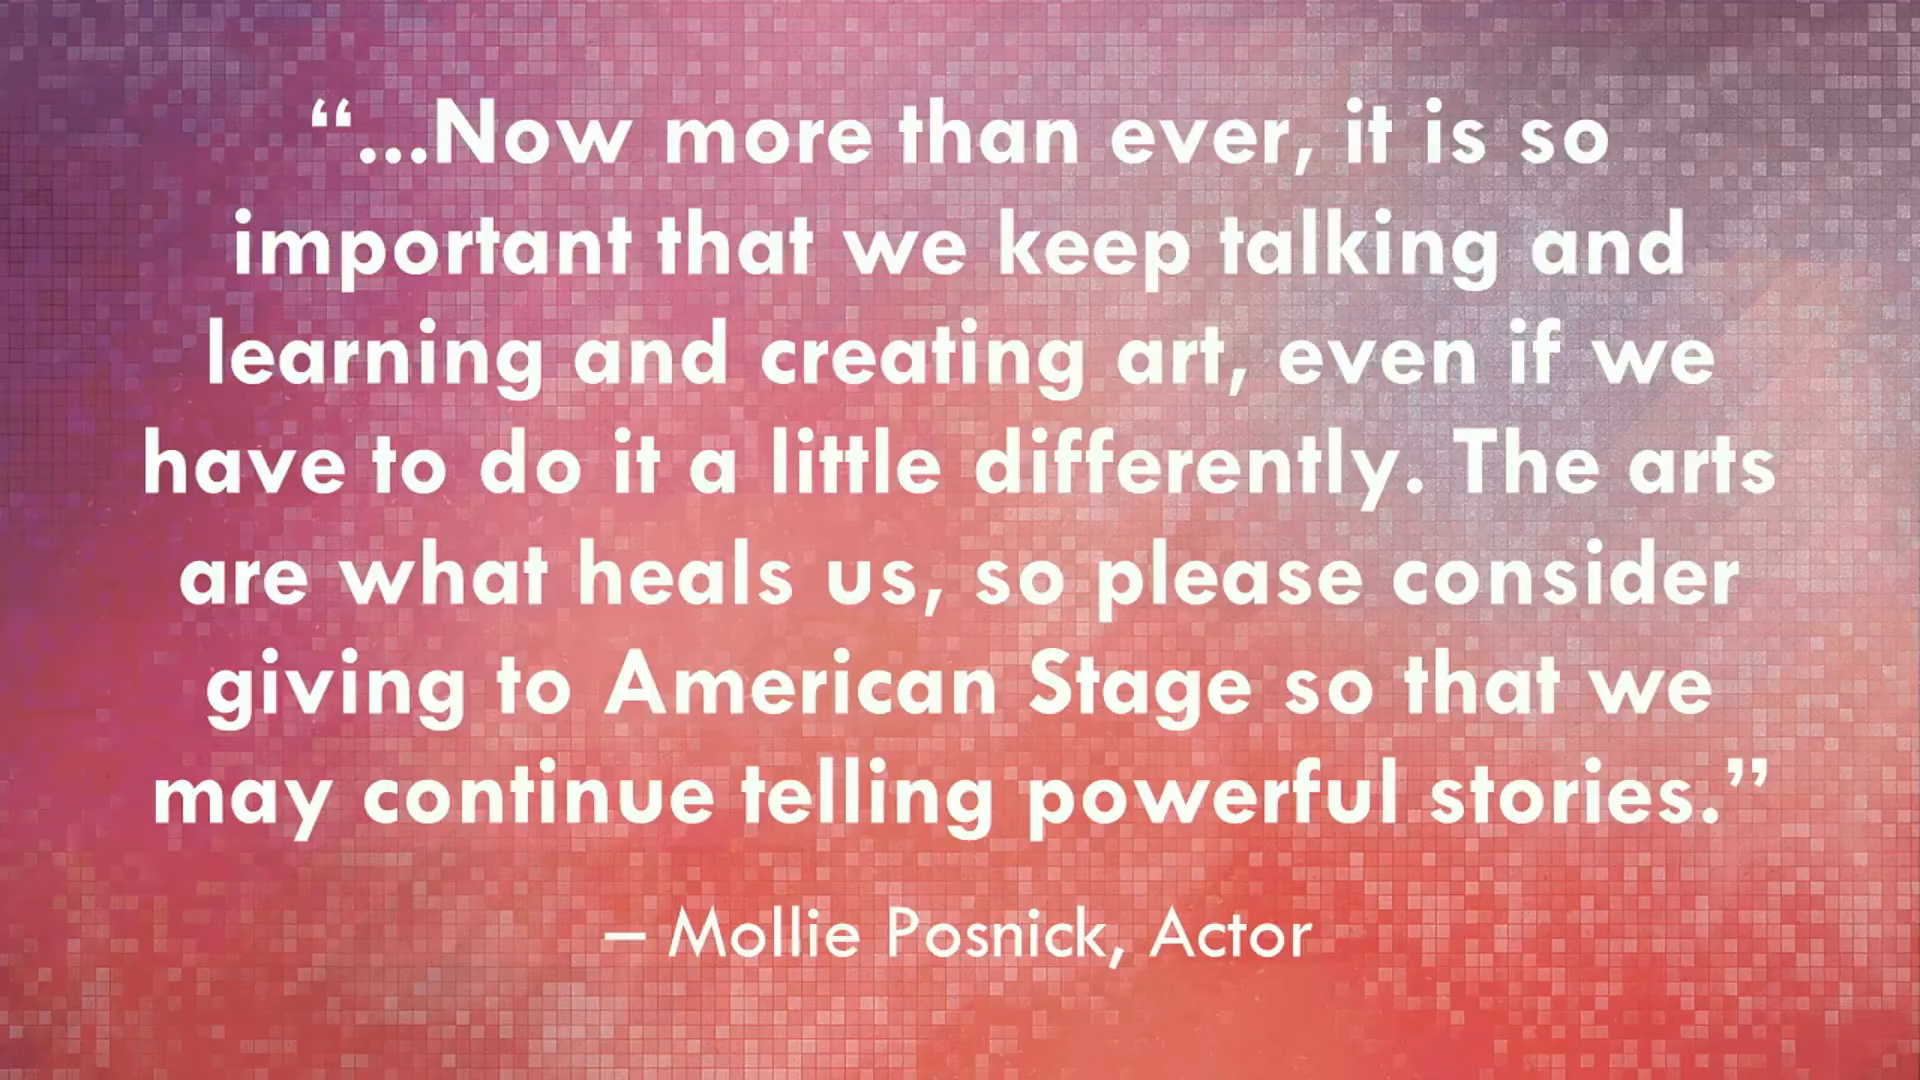 “...Now more than ever, it is so
important that we keep talking and
learning and creating art, even if we
have to do it a little differently. The arts
are what heals us, so please consider
giving to American Stage so that we
may continue telling powerful stories.”
– Mollie Posnick, Actor